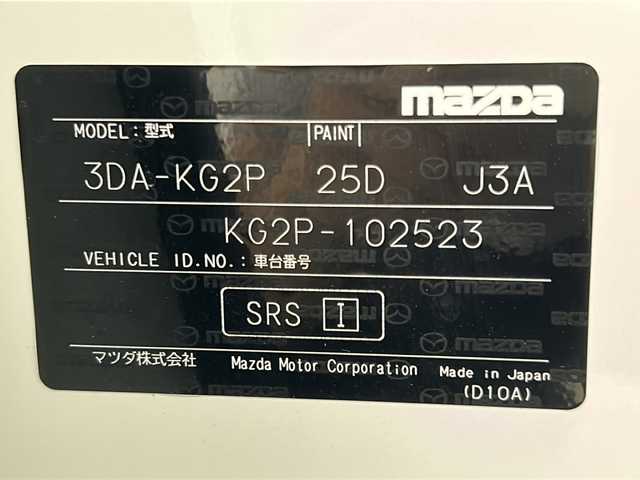 mazda
MODEL：型式 PAINT
3DA-KG2P 25D J3A
KG2P-102523
VEHICLE ID.NO.：車台番号
SRS I
マツダ株式会社 Mazda Motor Corporation Made in Japan
(D10A)